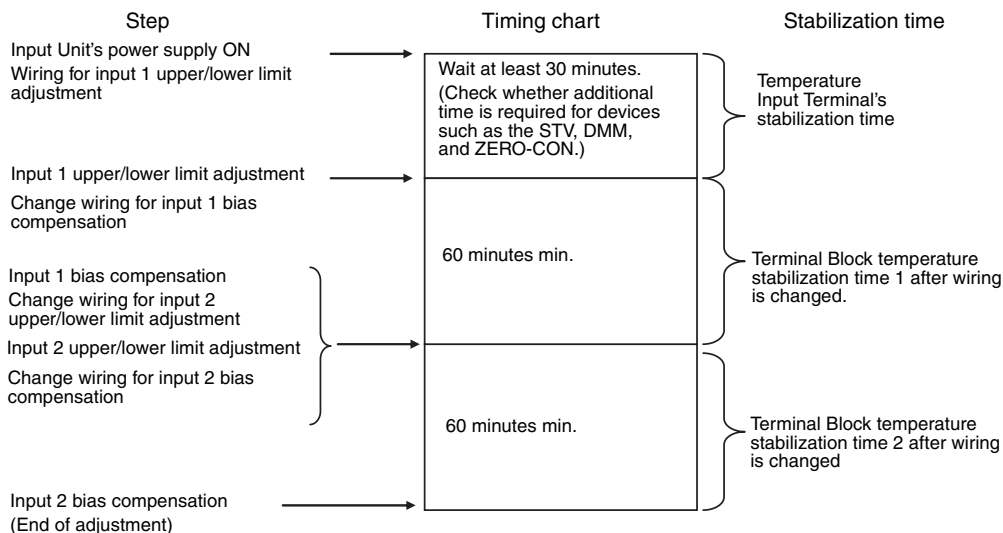 Step
Timing chart
Stabilization time
Input Unit's power supply ON
Wiring for input 1 upper/lower limit
adjustment
Wait at least 30 minutes.
(Check whether additional
time is required for devices
such as the STV, DMM,
and ZERO-CON.)
Temperature
Input Terminal's
stabilization time
Input 1 upper/lower limit adjustment
Change wiring for input 1 bias
compensation
60 minutes min.
Terminal Block temperature
stabilization time 1 after wiring
is changed.
Input 1 bias compensation
Change wiring for input 2
upper/lower limit adjustment
Input 2 upper/lower limit adjustment
Change wiring for input 2 bias
compensation
60 minutes min.
Terminal Block temperature
stabilization time 2 after wiring
is changed
Input 2 bias compensation
(End of adjustment)